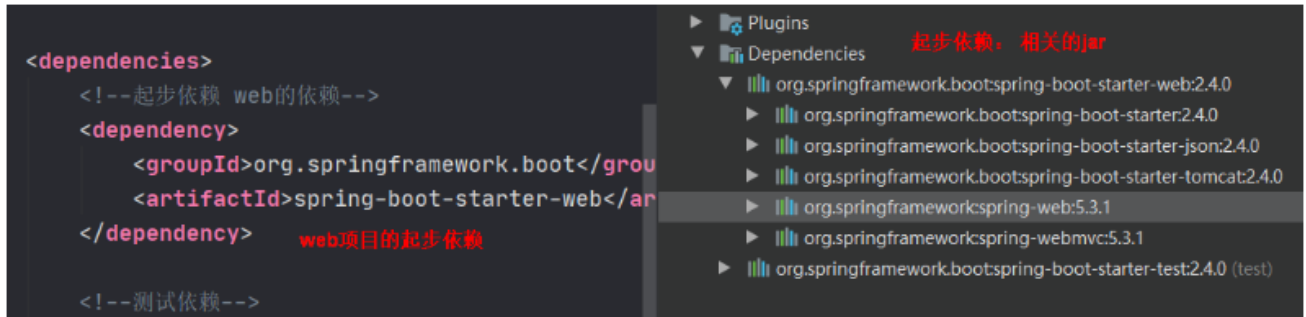 <dependencies>
<!--起步依赖 web的依赖-->
<dependency>
<groupId>org.springframework.boot</grou
<artifactId>spring-boot-starter-web</ar
</dependency>
web项目的起步依赖
<!--测试依赖-->
Plugins
起步依赖： 相关的jar
Dependencies
org.springframework.boot:spring-boot-starter-web:2.4.0
org.springframework.boot:spring-boot-starter:2.4.0
org.springframework.boot:spring-boot-starter-json:2.4.0
org.springframework.boot:spring-boot-starter-tomcat:2.4.0
org.springframework:spring-web:5.3.1
org.springframework:spring-webmvc:5.3.1
org.springframework.boot:spring-boot-starter-test:2.4.0 (test)